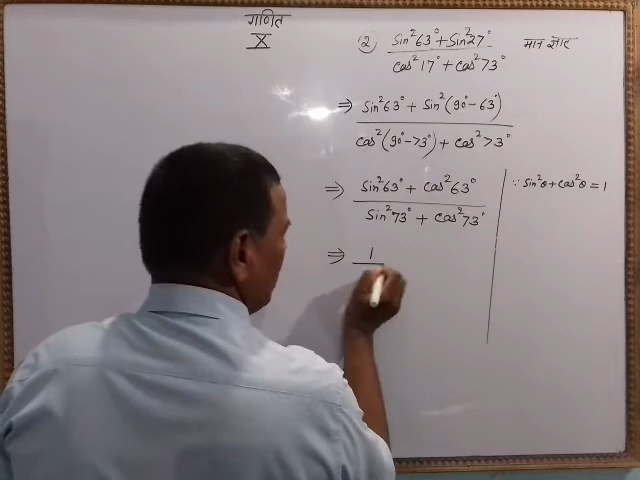 गणित
X
(2) sin²63° + sin²27° मान ज्ञात
cos²17° + cos²73°
⇒ sin²63° + sin²(90° − 63°)
cos²(90° − 73°) + cos²73°
⇒ sin²63° + cos²63° ∵ sin²θ + cos²θ = 1
sin²73° + cos²73°
⇒ 1